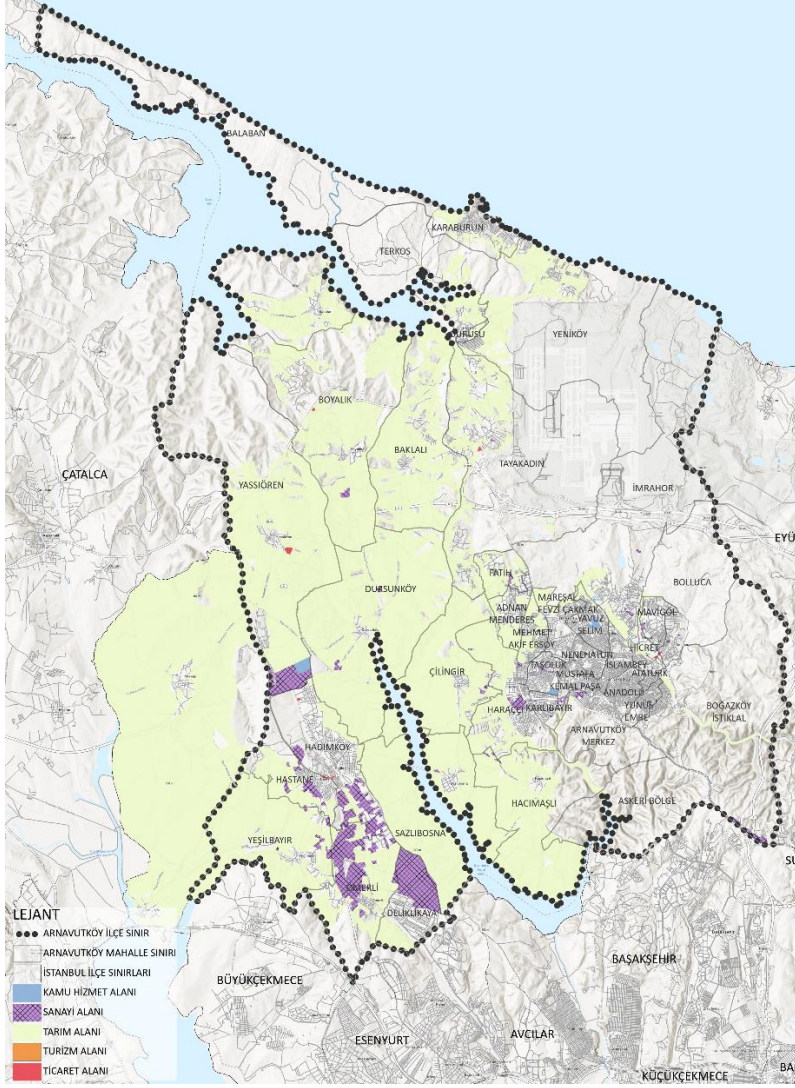 BALABAN
KARABURUN
TERKOS
DURUSU
YENİKÖY
BOYALIK
BAKLALI
ÇATALCA
YASSIÖREN
TAYAKADIN
İMRAHOR
EYÜ
FATİH
DURSUNKÖY
BOLLUCA
MAREŞAL
FEVZİ ÇAKMAK
ADNAN
MENDERES
YAVUZ
SELİM
MAVİGÖL
MEHMET
AKİF ERSOY
NENEHATUN
HİCRET
TAŞOLUK
İSLAMBEY
ÇİLİNGİR
MUSTAFA
KEMAL PAŞA
ATATÜRK
ANADOLU
HARAÇÇI
KARLIBAYIR
YUNUS
EMRE
BOĞAZKÖY
İSTİKLAL
ARNAVUTKÖY
MERKEZ
HADIMKÖY
HASTANE
HACIMAŞLI
ASKERİ BÖLGE
YEŞİLBAYIR
SAZLIBOSNA
SU
ÖMERLİ
DELİKLİKAYA
LEJANT
ARNAVUTKÖY İLÇE SINIR
ARNAVUTKÖY MAHALLE SINIRI
İSTANBUL İLÇE SINIRLARI
KAMU HİZMET ALANI
SANAYİ ALANI
TARIM ALANI
TURİZM ALANI
TİCARET ALANI
BÜYÜKÇEKMECE
BAŞAKŞEHİR
ESENYURT
AVCILAR
KÜÇÜKÇEKMECE
BA